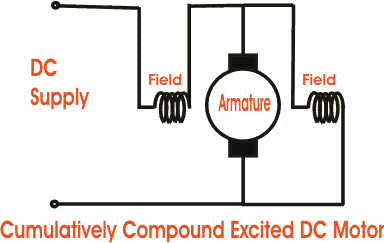 DC
Supply
Field
Armature
Field
Cumulatively Compound Excited DC Motor